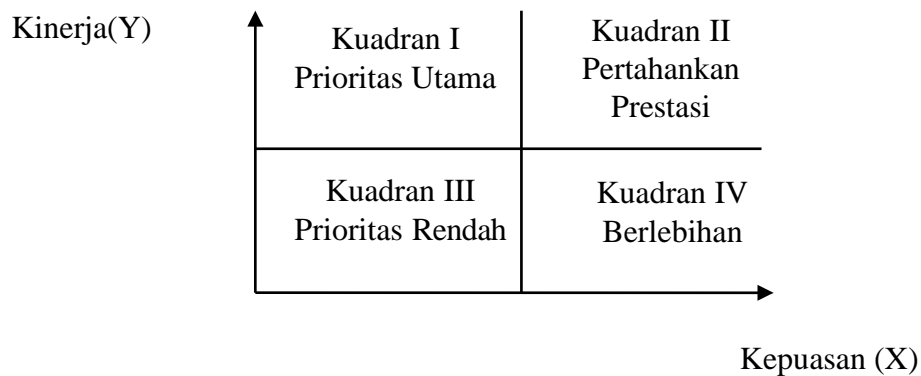 Kinerja(Y)
Kuadran I
Prioritas Utama
Kuadran II
Pertahankan
Prestasi
Kuadran III
Prioritas Rendah
Kuadran IV
Berlebihan
Kepuasan (X)